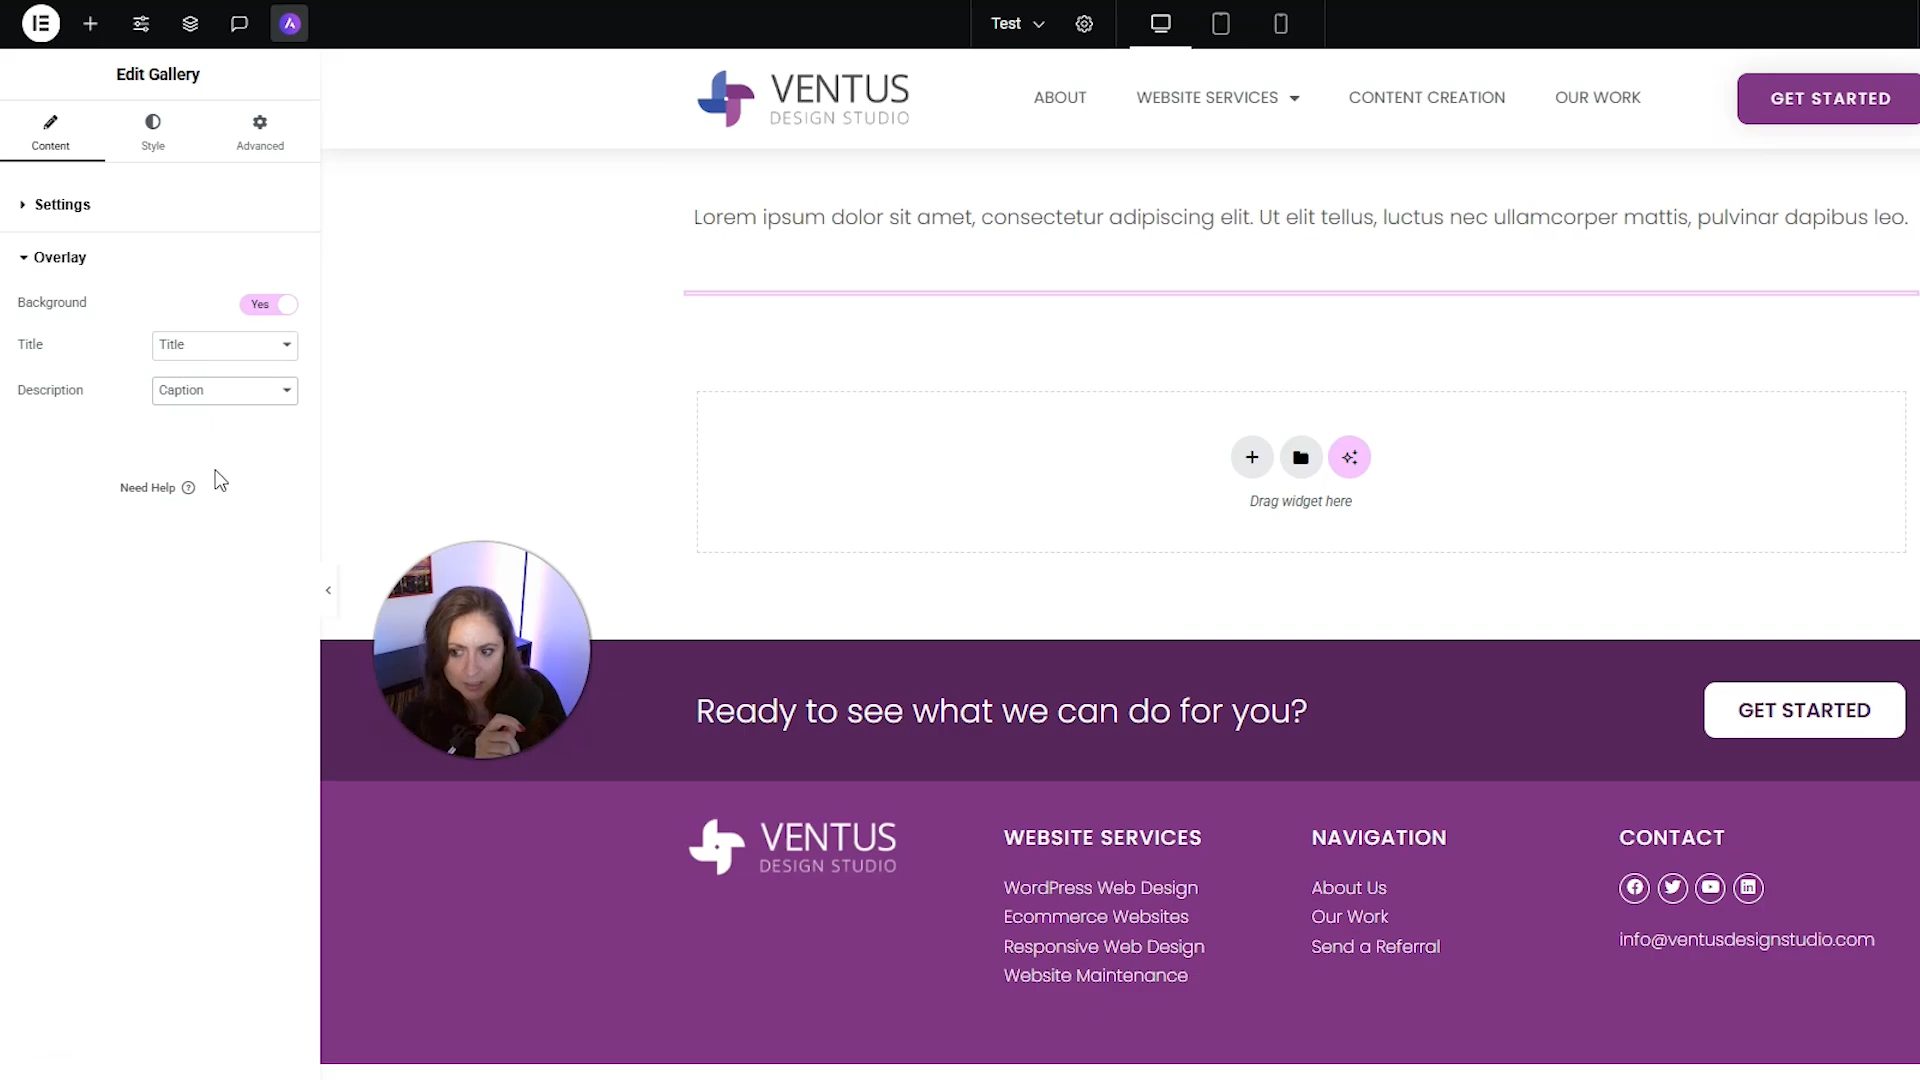 Test
Edit Gallery
Content
Style
Advanced
Settings
Overlay
Background
Yes
Title
Title
Description
Caption
Need Help
VENTUS
DESIGN STUDIO
ABOUT
WEBSITE SERVICES
CONTENT CREATION
OUR WORK
GET STARTED
Lorem ipsum dolor sit amet, consectetur adipiscing elit. Ut elit tellus, luctus nec ullamcorper mattis, pulvinar dapibus leo.
Drag widget here
Ready to see what we can do for you?
GET STARTED
VENTUS
DESIGN STUDIO
WEBSITE SERVICES
WordPress Web Design
Ecommerce Websites
Responsive Web Design
Website Maintenance
NAVIGATION
About Us
Our Work
Send a Referral
CONTACT
info@ventusdesignstudio.com